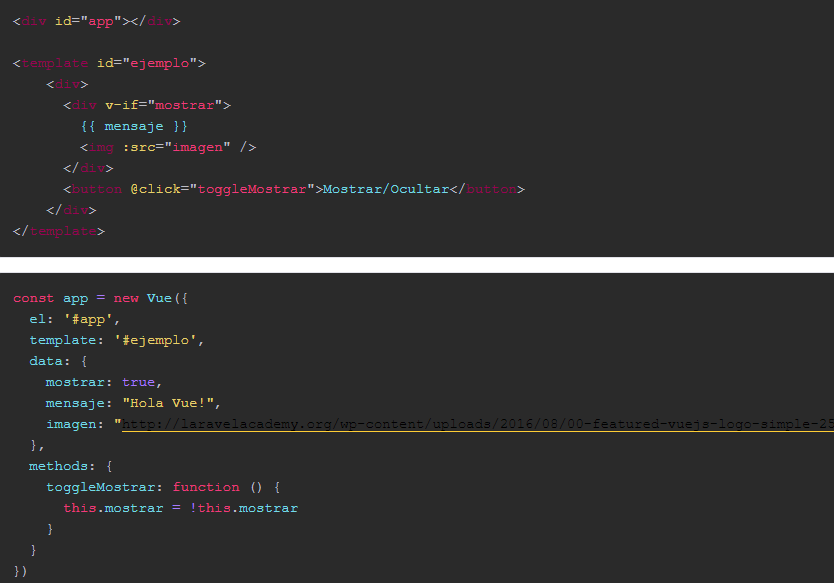 <div id="app"></div>
<template id="ejemplo">
<div>
<div v-if="mostrar">
{{ mensaje }}
<img :src="imagen" />
</div>
<button @click="toggleMostrar">Mostrar/Ocultar</button>
</div>
</template>
const app = new Vue({
el: '#app',
template: '#ejemplo',
data: {
mostrar: true,
mensaje: "Hola Vue!",
imagen: "http://laravelacademy.org/wp-content/uploads/2016/08/00-featured-vuejs-logo-simple-25
},
methods: {
toggleMostrar: function () {
this.mostrar = !this.mostrar
}
}
})